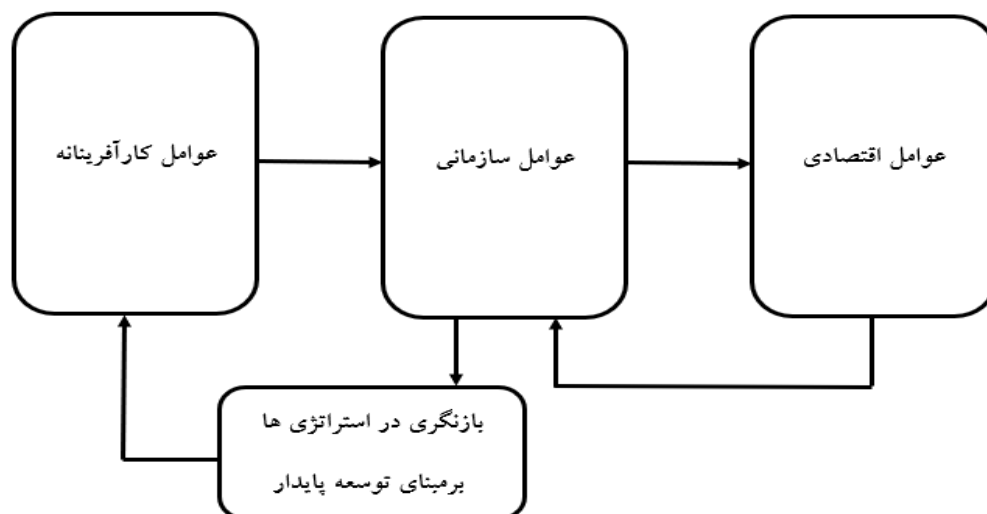 عوامل کارآفرینانه
عوامل سازمانی
عوامل اقتصادی
بازنگری در استراتژی ها
برمبنای توسعه پایدار